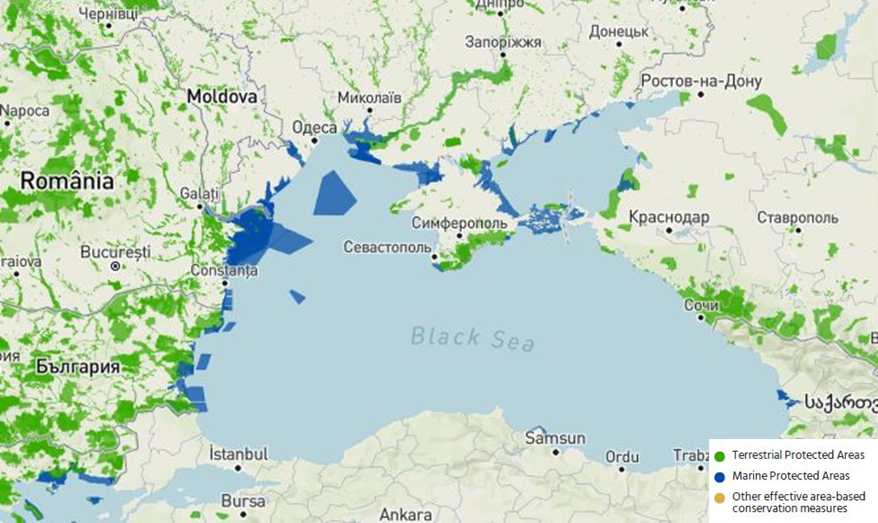 Чернівці
Дніпро
Запоріжжя
Донецьк
Ростов-на-Дону
Napoca
Moldova
Миколаїв
Одеса
România
Galați
Краснодар
Ставрополь
Симферополь
Севастополь
București
raiova
Constanța
Сочи
Black Sea
България
საქართვ
İstanbul
Samsun
Ordu
Trabz
Bursa
Ankara
Terrestrial Protected Areas
Marine Protected Areas
Other effective area-based
conservation measures